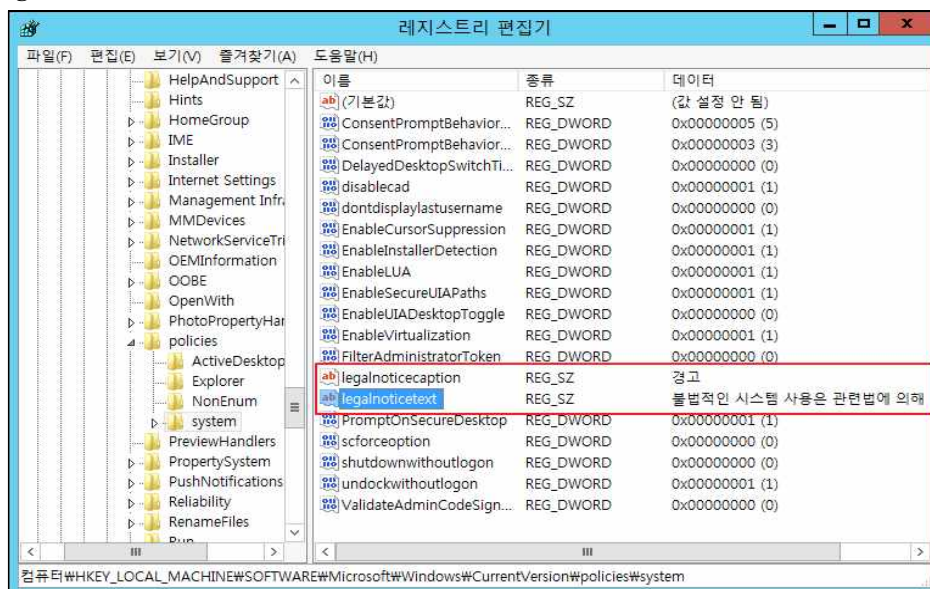 레지스트리 편집기
파일(F) 편집(E) 보기(V) 즐겨찾기(A) 도움말(H)
HelpAndSupport
Hints
HomeGroup
IME
Installer
Internet Settings
Management Infr
MMDevices
NetworkServiceTri
OEMInformation
OOBE
OpenWith
PhotoPropertyHar
policies
ActiveDesktop
Explorer
NonEnum
system
PreviewHandlers
PropertySystem
PushNotifications
Reliability
RenameFiles
Run
이름 종류 데이터
(기본값) REG_SZ (값 설정 안 됨)
ConsentPromptBehavior... REG_DWORD 0x00000005 (5)
ConsentPromptBehavior... REG_DWORD 0x00000003 (3)
DelayedDesktopSwitchTi... REG_DWORD 0x00000000 (0)
disablecad REG_DWORD 0x00000001 (1)
dontdisplaylastusername REG_DWORD 0x00000000 (0)
EnableCursorSuppression REG_DWORD 0x00000001 (1)
EnableInstallerDetection REG_DWORD 0x00000001 (1)
EnableLUA REG_DWORD 0x00000001 (1)
EnableSecureUIAPaths REG_DWORD 0x00000001 (1)
EnableUIADesktopToggle REG_DWORD 0x00000000 (0)
EnableVirtualization REG_DWORD 0x00000001 (1)
FilterAdministratorToken REG_DWORD 0x00000000 (0)
legalnoticecaption REG_SZ 경고
legalnoticetext REG_SZ 불법적인 시스템 사용은 관련법에 의해
PromptOnSecureDesktop REG_DWORD 0x00000001 (1)
scforceoption REG_DWORD 0x00000000 (0)
shutdownwithoutlogon REG_DWORD 0x00000000 (0)
undockwithoutlogon REG_DWORD 0x00000001 (1)
ValidateAdminCodeSign... REG_DWORD 0x00000000 (0)
컴퓨터₩HKEY_LOCAL_MACHINE₩SOFTWARE₩Microsoft₩Windows₩CurrentVersion₩policies₩system